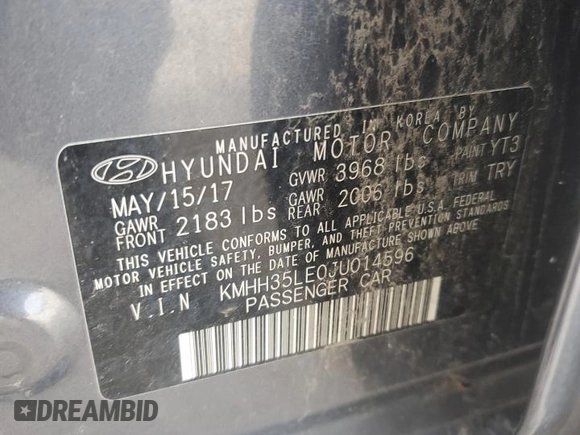 MANUFACTURED IN KOREA BY
HYUNDAI MOTOR COMPANY
MAY/15/17 GVWR 3968 lbs PAINT YT3
GAWR FRONT 2183 lbs GAWR REAR 2006 lbs TRIM TRY
THIS VEHICLE CONFORMS TO ALL APPLICABLE U.S.A. FEDERAL
MOTOR VEHICLE SAFETY, BUMPER, AND THEFT-PREVENTION STANDARDS
IN EFFECT ON THE DATE OF MANUFACTURE SHOWN ABOVE.
V.I.N KMHH35LE0JU014596
PASSENGER CAR
DREAMBID